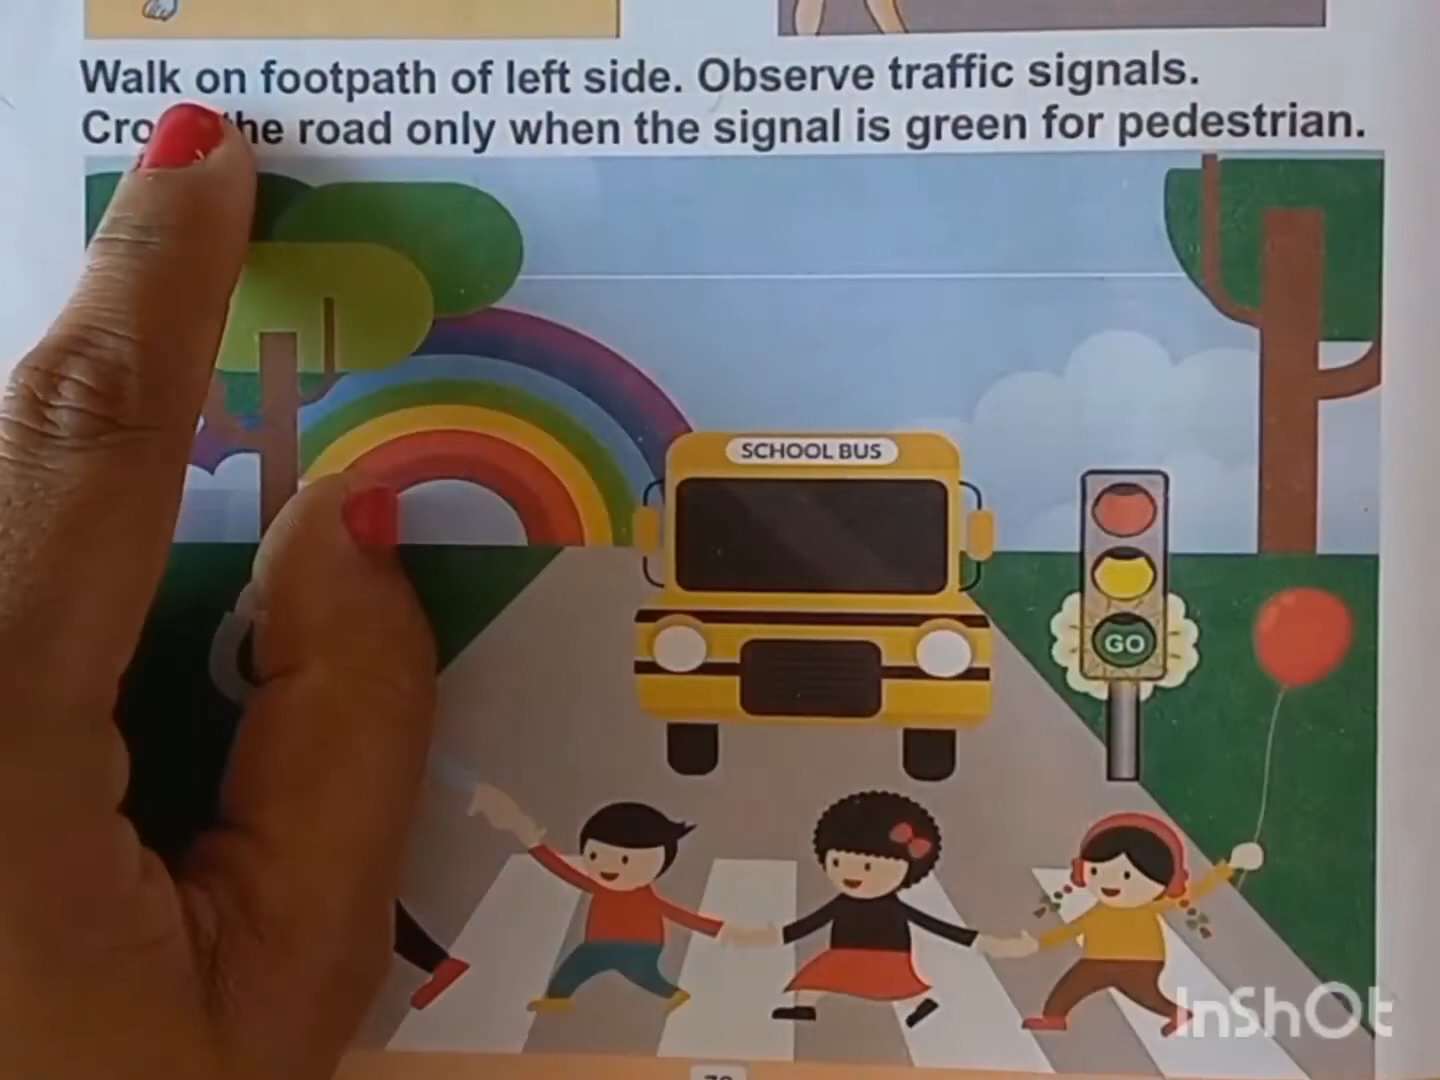 Walk on footpath of left side. Observe traffic signals.
the road only when the signal is green for pedestrian.
SCHOOL BUS
GO
InShOt